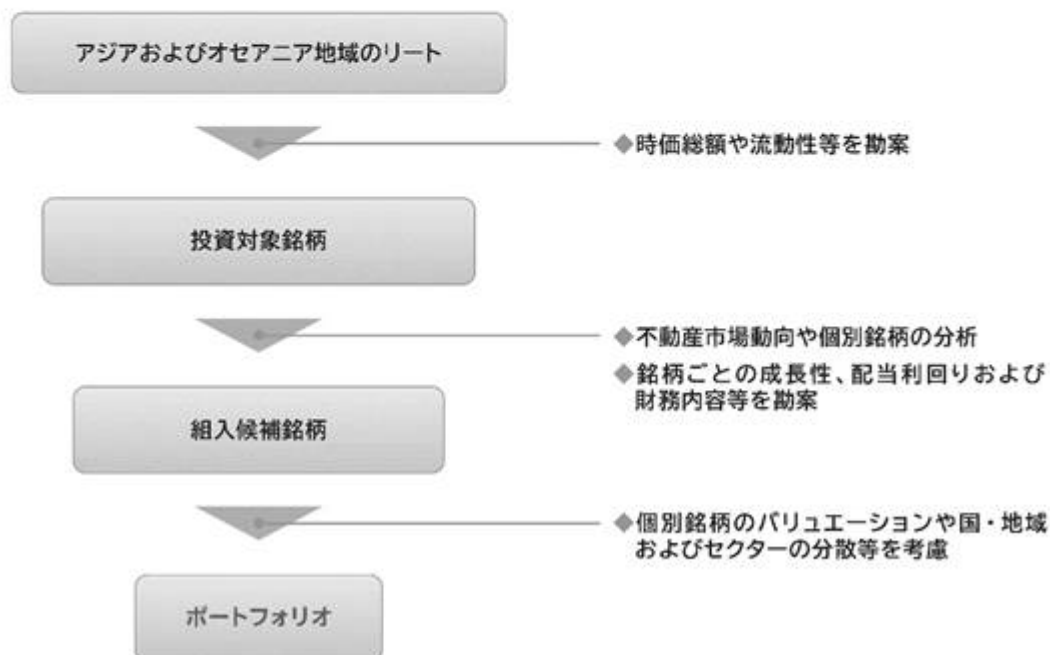 アジアおよびオセアニア地域のリート
◆時価総額や流動性等を勘案
投資対象銘柄
◆不動産市場動向や個別銘柄の分析
◆銘柄ごとの成長性、配当利回りおよび
財務内容等を勘案
組入候補銘柄
◆個別銘柄のバリュエーションや国・地域
およびセクターの分散等を考慮
ポートフォリオ